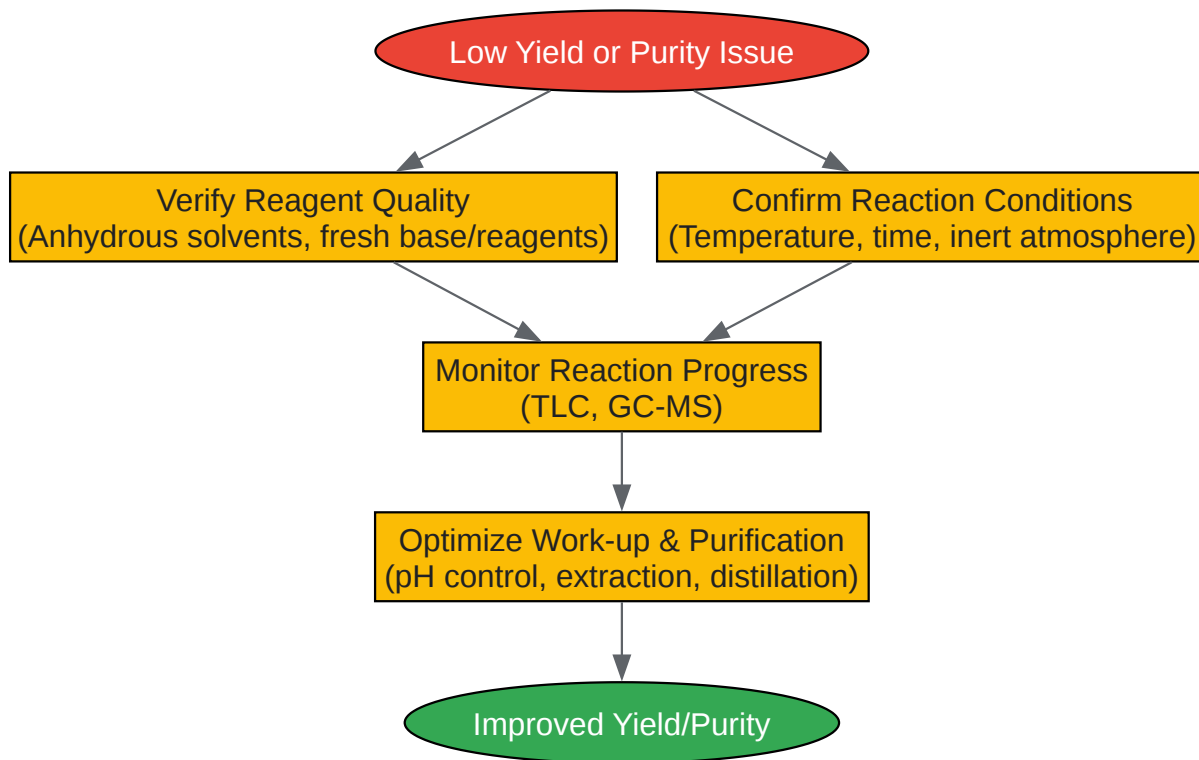 Low Yield or Purity Issue
Verify Reagent Quality
(Anhydrous solvents, fresh base/reagents)
Confirm Reaction Conditions
(Temperature, time, inert atmosphere)
Monitor Reaction Progress
(TLC, GC-MS)
Optimize Work-up & Purification
(pH control, extraction, distillation)
Improved Yield/Purity